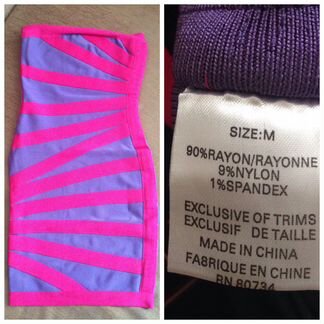 SIZE:M
90%RAYON/RAYONNE
9%NYLON
1%SPANDEX
EXCLUSIVE OF TRIMS
EXCLUSIF DE TAILLE
MADE IN CHINA
FABRIQUE EN CHINE
RN 80734